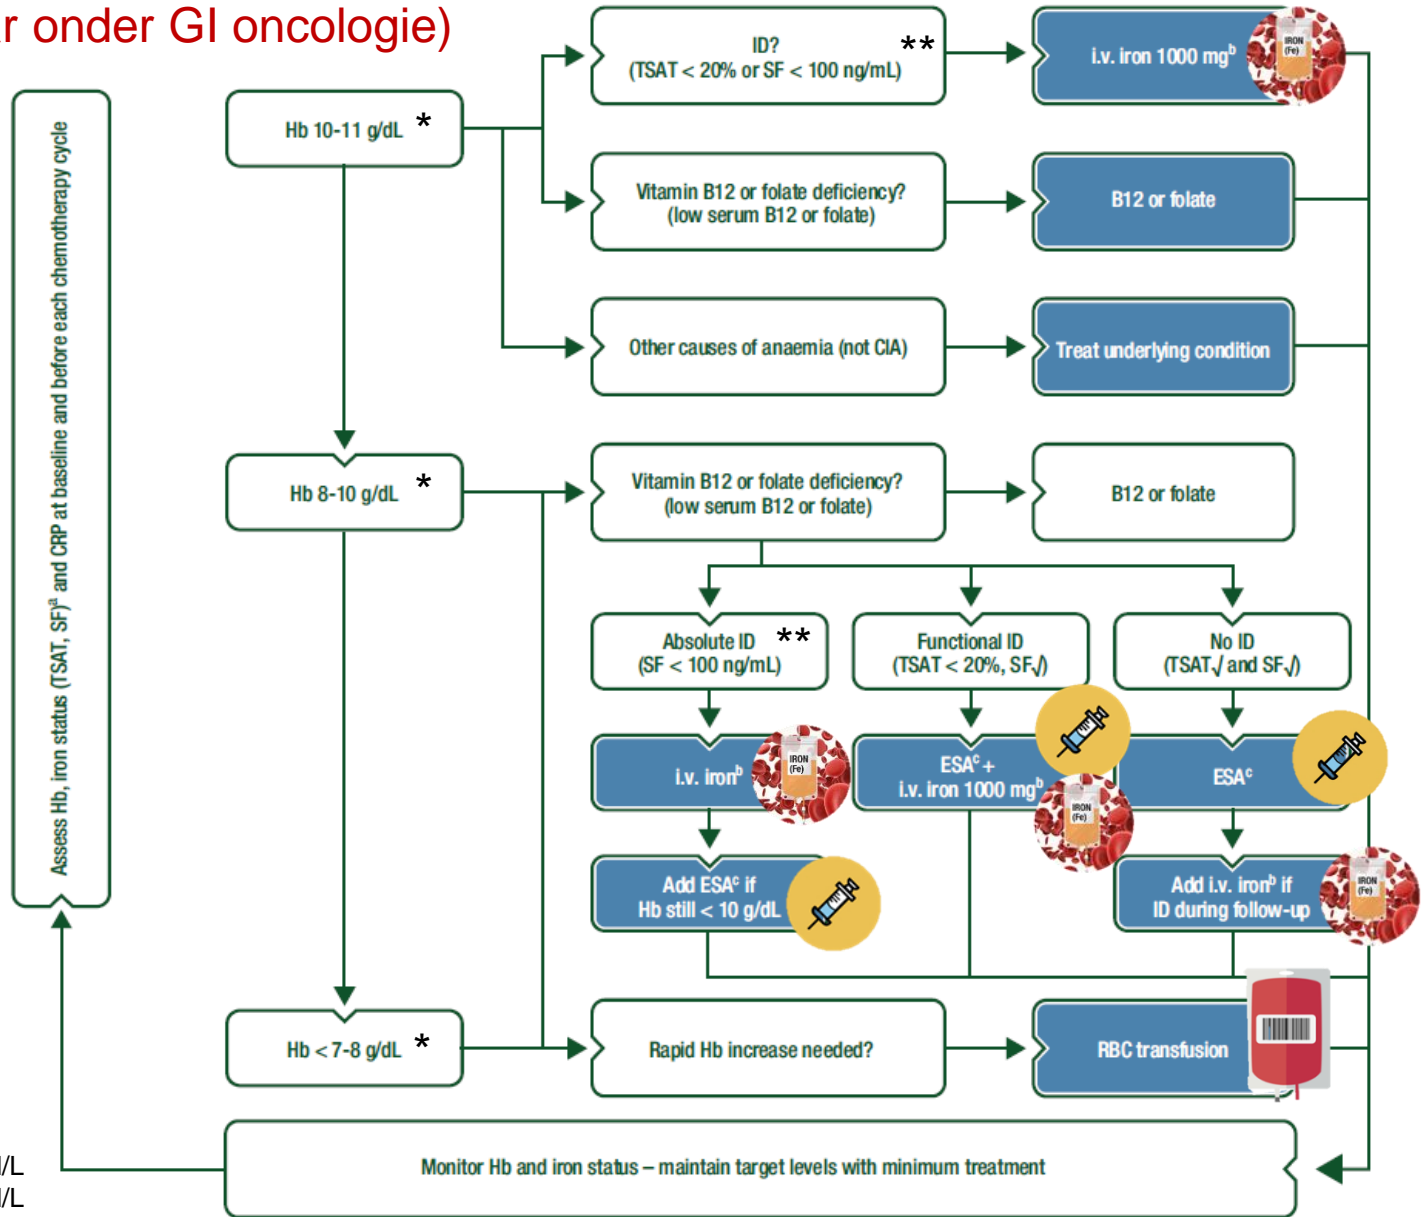 r onder GI oncologie)
Assess Hb, iron status (TSAT, SF)ª and CRP at baseline and before each chemotherapy cycle
Hb 10-11 g/dL *
ID? **
(TSAT < 20% or SF < 100 ng/mL)
i.v. iron 1000 mgᵇ
IRON
(Fe)
Vitamin B12 or folate deficiency?
(low serum B12 or folate)
B12 or folate
Other causes of anaemia (not CIA)
Treat underlying condition
Hb 8-10 g/dL *
Vitamin B12 or folate deficiency?
(low serum B12 or folate)
B12 or folate
Absolute ID **
(SF < 100 ng/mL)
Functional ID
(TSAT < 20%, SF√)
No ID
(TSAT√ and SF√)
i.v. ironᵇ
IRON
(Fe)
ESAᶜ +
i.v. iron 1000 mgᵇ
IRON
(Fe)
ESAᶜ
Add ESAᶜ if
Hb still < 10 g/dL
Add i.v. ironᵇ if
ID during follow-up
IRON
(Fe)
Hb < 7-8 g/dL *
Rapid Hb increase needed?
RBC transfusion
Monitor Hb and iron status – maintain target levels with minimum treatment
l/L
l/L